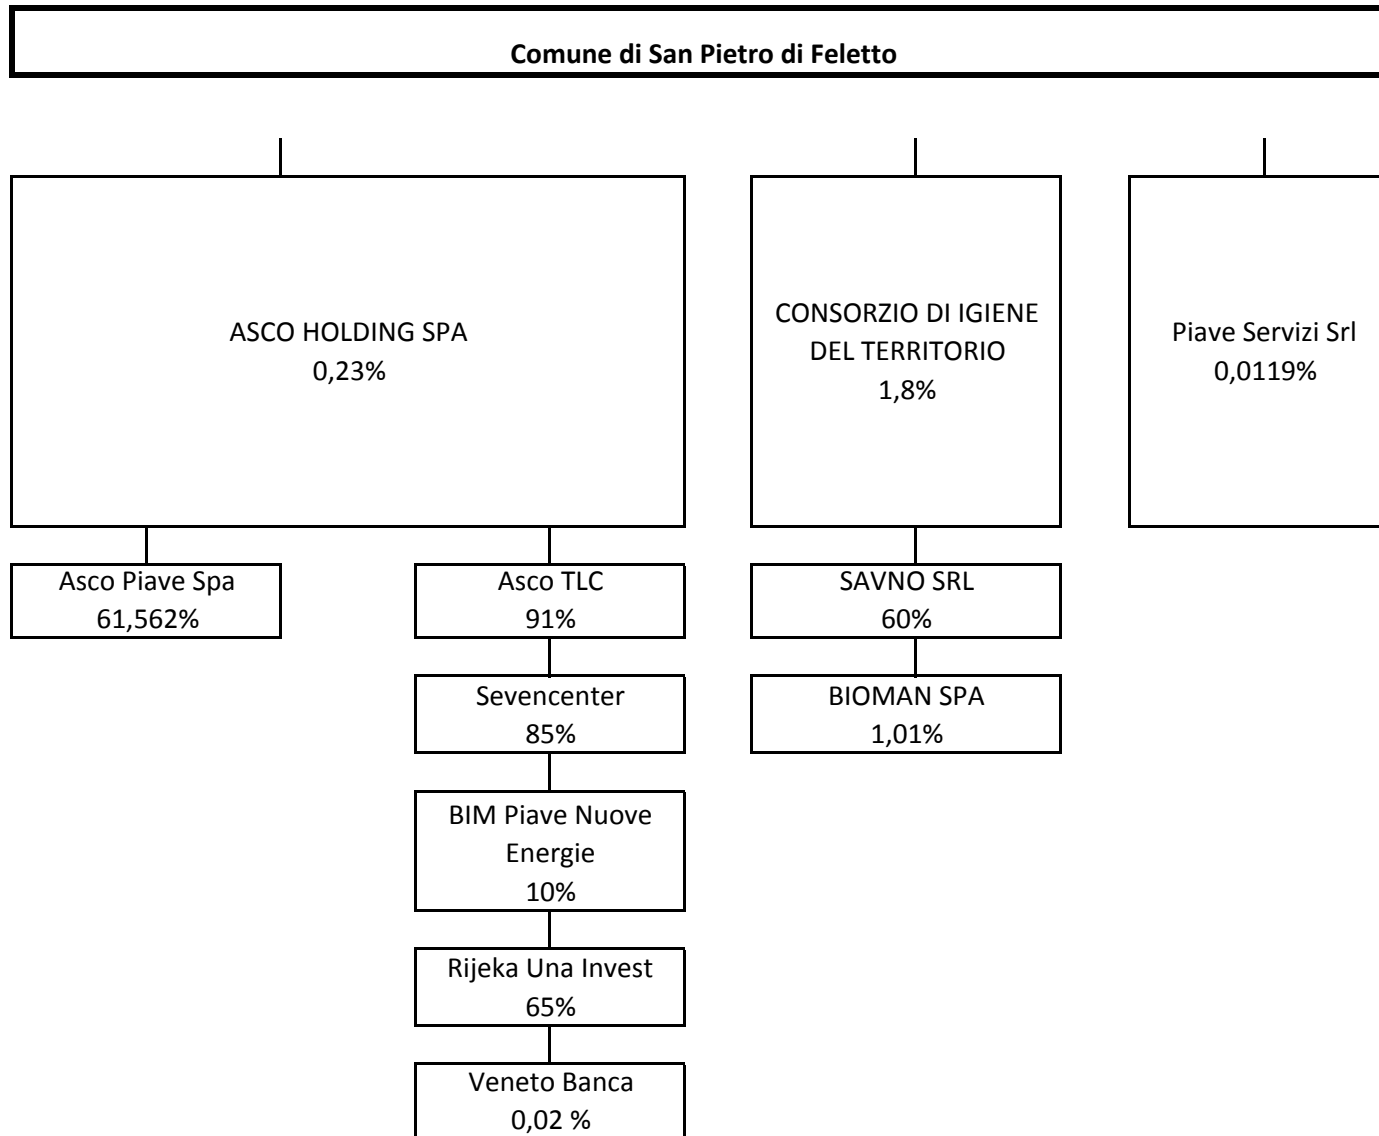 Comune di San Pietro di Feletto
ASCO HOLDING SPA
0,23%
CONSORZIO DI IGIENE
DEL TERRITORIO
1,8%
Piave Servizi Srl
0,0119%
Asco Piave Spa
61,562%
Asco TLC
91%
SAVNO SRL
60%
Sevencenter
85%
BIOMAN SPA
1,01%
BIM Piave Nuove
Energie
10%
Rijeka Una Invest
65%
Veneto Banca
0,02 %